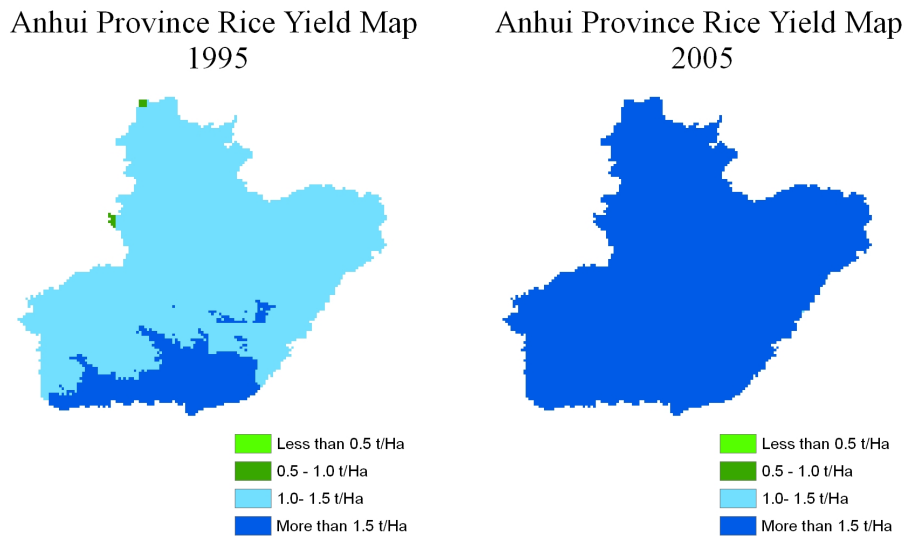 Anhui Province Rice Yield Map
1995
Less than 0.5 t/Ha
0.5 - 1.0 t/Ha
1.0- 1.5 t/Ha
More than 1.5 t/Ha
Anhui Province Rice Yield Map
2005
Less than 0.5 t/Ha
0.5 - 1.0 t/Ha
1.0- 1.5 t/Ha
More than 1.5 t/Ha